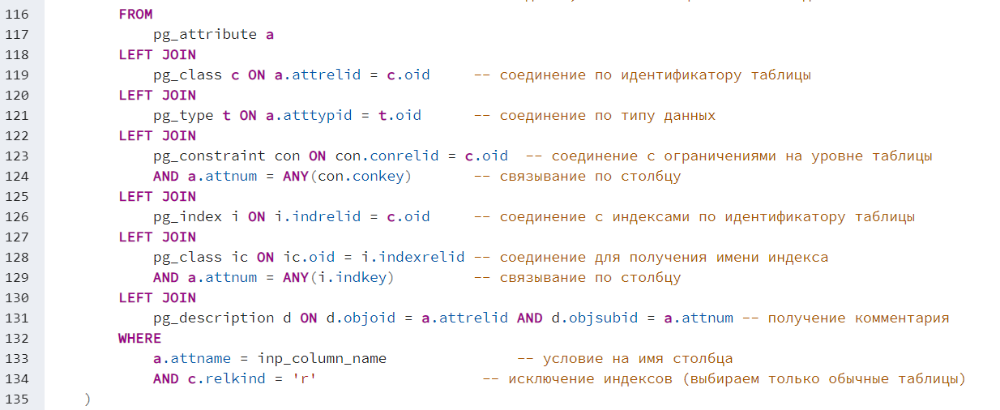 116 FROM
117 pg_attribute a
118 LEFT JOIN
119 pg_class c ON a.attrelid = c.oid -- соединение по идентификатору таблицы
120 LEFT JOIN
121 pg_type t ON a.atttypid = t.oid -- соединение по типу данных
122 LEFT JOIN
123 pg_constraint con ON con.conrelid = c.oid -- соединение с ограничениями на уровне таблицы
124 AND a.attnum = ANY(con.conkey) -- связывание по столбцу
125 LEFT JOIN
126 pg_index i ON i.indrelid = c.oid -- соединение с индексами по идентификатору таблицы
127 LEFT JOIN
128 pg_class ic ON ic.oid = i.indexrelid -- соединение для получения имени индекса
129 AND a.attnum = ANY(i.indkey) -- связывание по столбцу
130 LEFT JOIN
131 pg_description d ON d.objoid = a.attrelid AND d.objsubid = a.attnum -- получение комментария
132 WHERE
133 a.attname = inp_column_name -- условие на имя столбца
134 AND c.relkind = 'r' -- исключение индексов (выбираем только обычные таблицы)
135 )